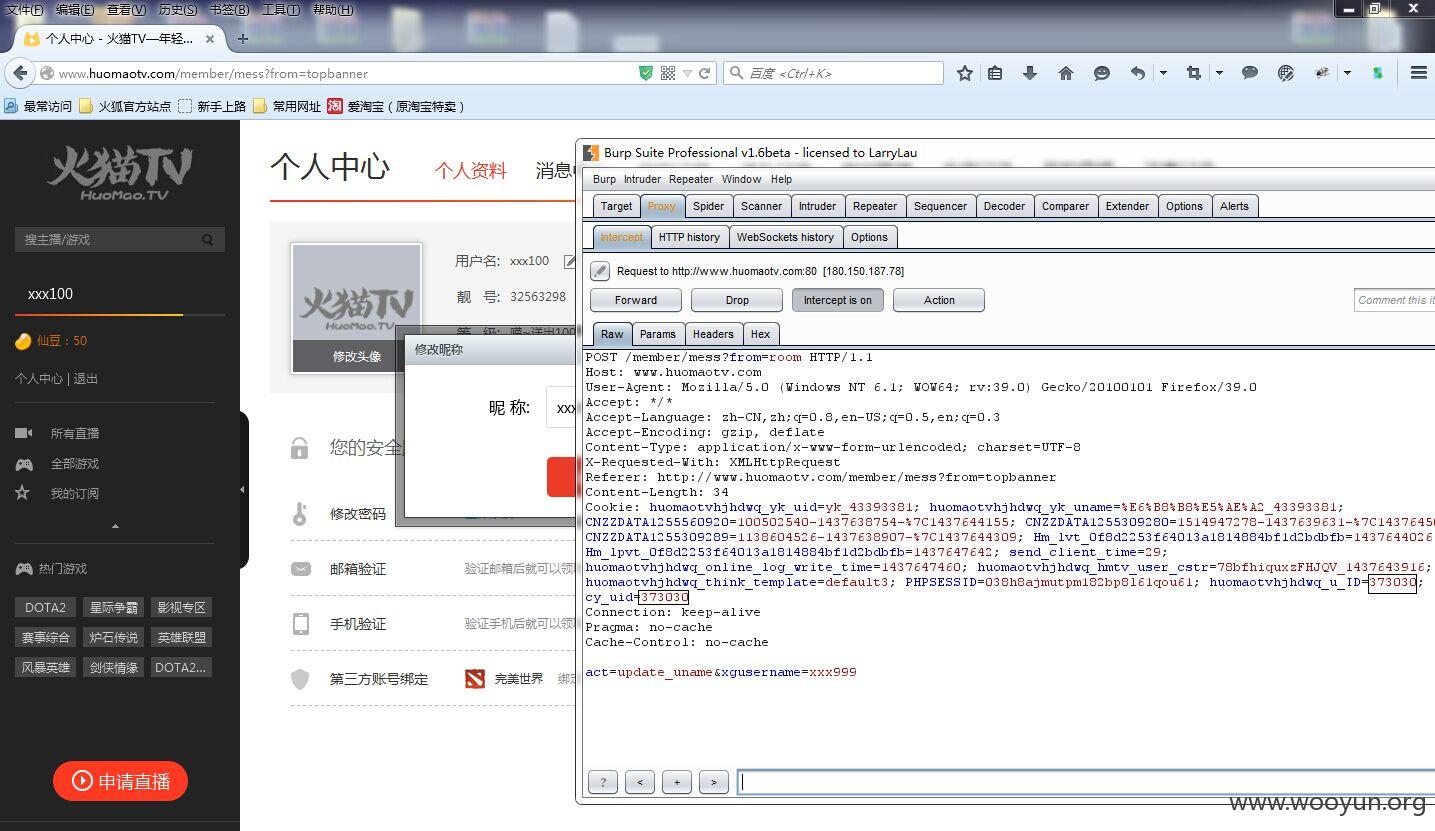 文件(F) 编辑(E) 查看(V) 历史(S) 书签(B) 工具(T) 帮助(H)
个人中心 - 火猫TV—年轻...
www.huomaotv.com/member/mess?from=topbanner
百度 <Ctrl+K>
最常访问 火狐官方站点 新手上路 常用网址 淘 爱淘宝（原淘宝特卖）
火猫TV
HuoMao.TV
搜主播/游戏
xxx100
仙豆：50
个人中心 | 退出
所有直播
全部游戏
我的订阅
热门游戏
DOTA2 星际争霸 影视专区
赛事综合 炉石传说 英雄联盟
风暴英雄 剑侠情缘 DOTA2...
申请直播
个人中心 个人资料
用户名: xxx100
靓 号: 32563298
火猫TV
HuoMao.TV
修改头像
修改昵称
昵 称:
您的安全
修改密码
邮箱验证 验证邮箱后就可以领
手机验证 验证手机后就可以领
第三方账号绑定 完美世界 绑定
Burp Suite Professional v1.6beta - licensed to LarryLau
Burp Intruder Repeater Window Help
Target Proxy Spider Scanner Intruder Repeater Sequencer Decoder Comparer Extender Options Alerts
Intercept HTTP history WebSockets history Options
Request to http://www.huomaotv.com:80 [180.150.187.78]
Forward Drop Intercept is on Action Comment this it
Raw Params Headers Hex
POST /member/mess?from=room HTTP/1.1
Host: www.huomaotv.com
User-Agent: Mozilla/5.0 (Windows NT 6.1; WOW64; rv:39.0) Gecko/20100101 Firefox/39.0
Accept: */*
Accept-Language: zh-CN,zh;q=0.8,en-US;q=0.5,en;q=0.3
Accept-Encoding: gzip, deflate
Content-Type: application/x-www-form-urlencoded; charset=UTF-8
X-Requested-With: XMLHttpRequest
Referer: http://www.huomaotv.com/member/mess?from=topbanner
Content-Length: 34
Cookie: huomaotvhjhdwq_yk_uid=yk_43393381; huomaotvhjhdwq_yk_uname=%E6%B8%B8%E5%AE%A2_43393381;
CNZZDATA1255560920=100502540-1437638754-%7C1437644155; CNZZDATA1255309280=1514947278-1437639631-%7C14376450
CNZZDATA1255309289=1138604526-1437638907-%7C1437644309; Hm_lvt_0f8d2253f64013a1814884bf1d2bdbfb=1437644026
Hm_lpvt_0f8d2253f64013a1814884bf1d2bdbfb=1437647642; send_client_time=29;
huomaotvhjhdwq_online_log_write_time=1437647460; huomaotvhjhdwq_hmtv_user_cstr=78bfhiquxzFHJQV_1437643916;
huomaotvhjhdwq_think_template=default3; PHPSESSID=038h8ajmutpm182bp8l61qou61; huomaotvhjhdwq_u_ID=373030;
cy_uid=373030
Connection: keep-alive
Pragma: no-cache
Cache-Control: no-cache
act=update_uname&xgusername=xxx999
? < + >
www.wooyun.org